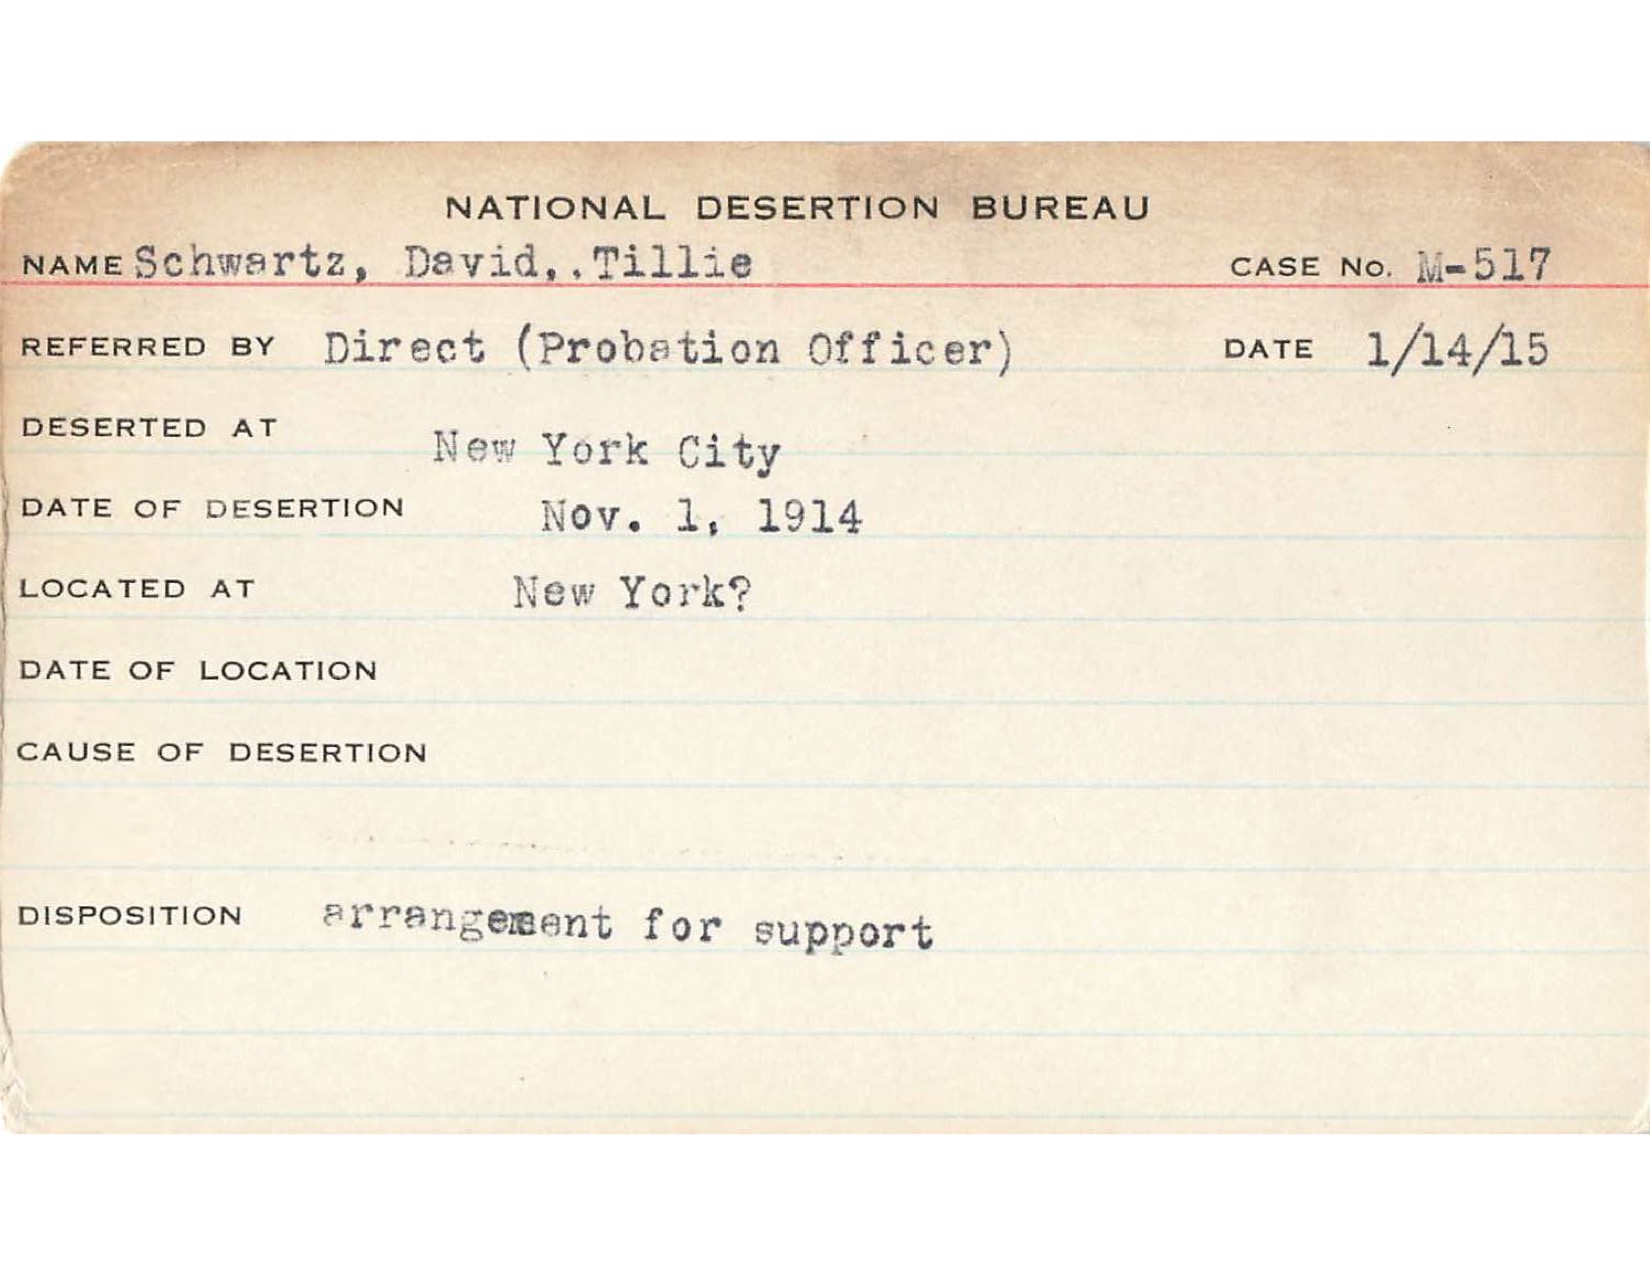 NATIONAL DESERTION BUREAU
NAME Schwartz, David,.Tillie CASE No. M-517
REFERRED BY Direct (Probation Officer) DATE 1/14/15
DESERTED AT New York City
DATE OF DESERTION Nov. 1, 1914
LOCATED AT New York?
DATE OF LOCATION
CAUSE OF DESERTION
DISPOSITION arrangement for support